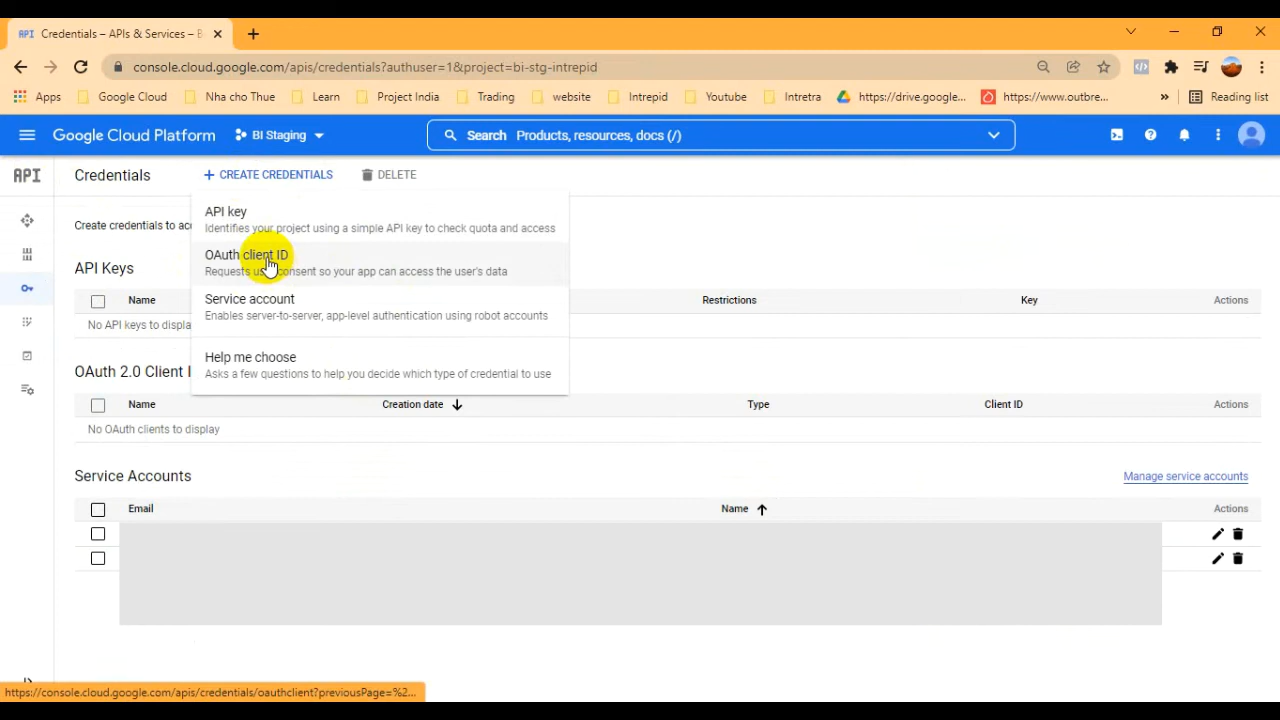 API Credentials – APIs & Services – B
console.cloud.google.com/apis/credentials?authuser=1&project=bi-stg-intrepid
Apps Google Cloud Nha cho Thue Learn Project India Trading website Intrepid Youtube Intretra https://drive.google... https://www.outbre... » Reading list
Google Cloud Platform BI Staging Search Products, resources, docs (/)
API Credentials + CREATE CREDENTIALS DELETE
API key
Identifies your project using a simple API key to check quota and access
Create credentials to acc
OAuth client ID
Requests user consent so your app can access the user's data
API Keys
Service account
Enables server-to-server, app-level authentication using robot accounts
Name Restrictions Key Actions
No API keys to displa
Help me choose
Asks a few questions to help you decide which type of credential to use
OAuth 2.0 Client I
Name Creation date Type Client ID Actions
No OAuth clients to display
Service Accounts Manage service accounts
Email Name Actions
https://console.cloud.google.com/apis/credentials/oauthclient?previousPage=%2...